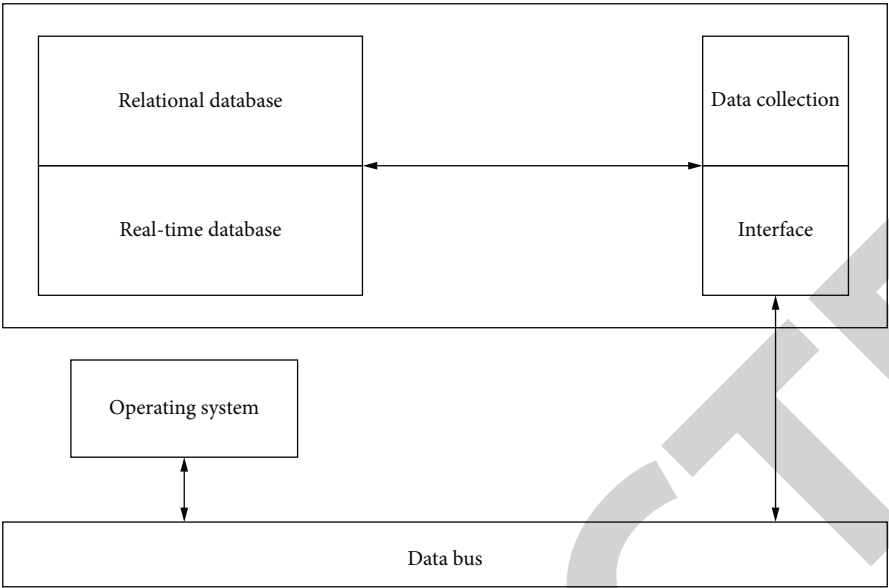 Relational database
Data collection
Real-time database
Interface
Operating system
Data bus